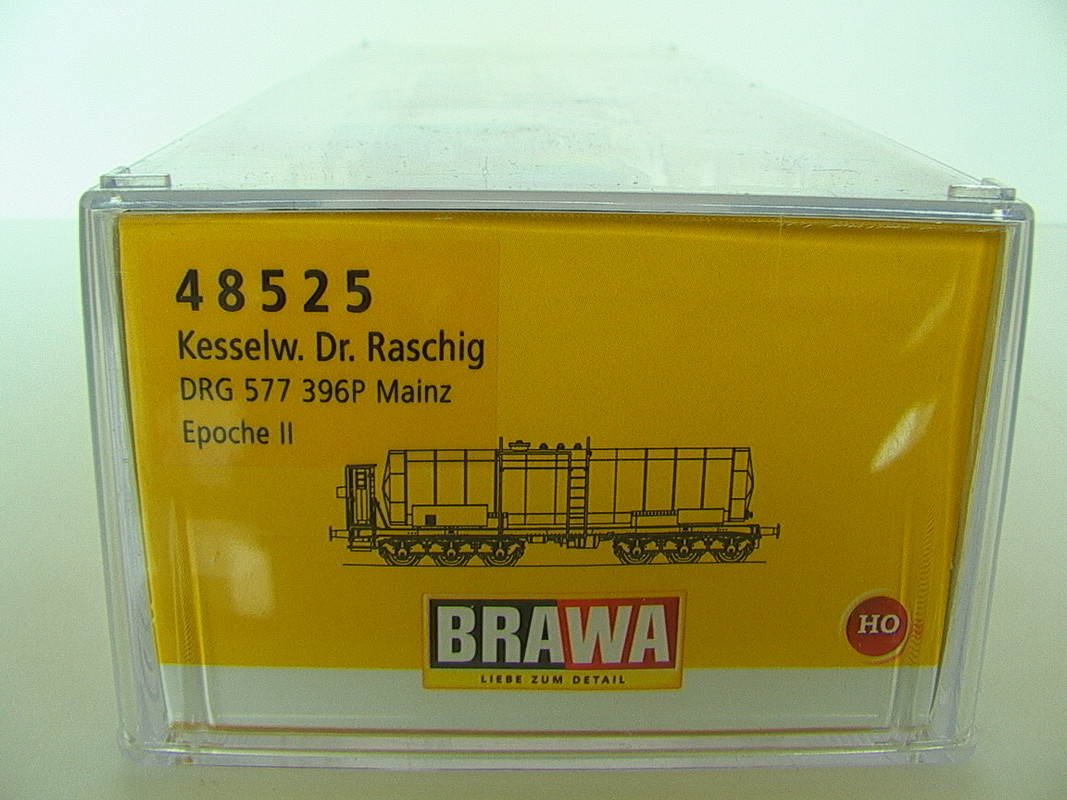 48525
Kesselw. Dr. Raschig
DRG 577 396P Mainz
Epoche II
BRAWA
LIEBE ZUM DETAIL
HO